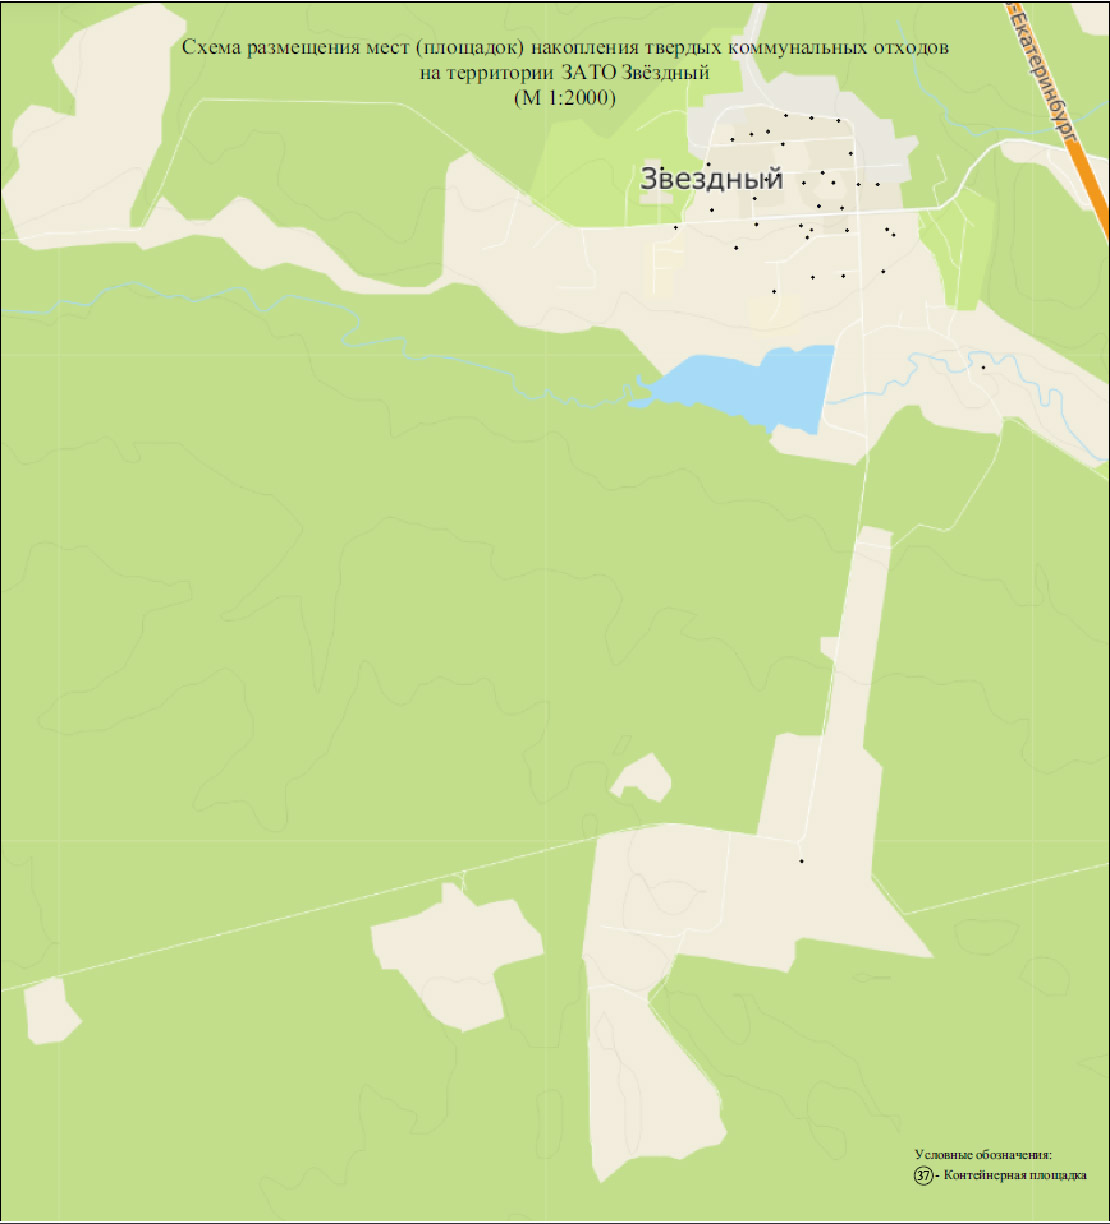 Схема размещения мест (площадок) накопления твердых коммунальных отходов
на территории ЗАТО Звёздный
(М 1:2000)
-Екатеринбург
Звездный
Условные обозначения:
37 - Контейнерная площадка